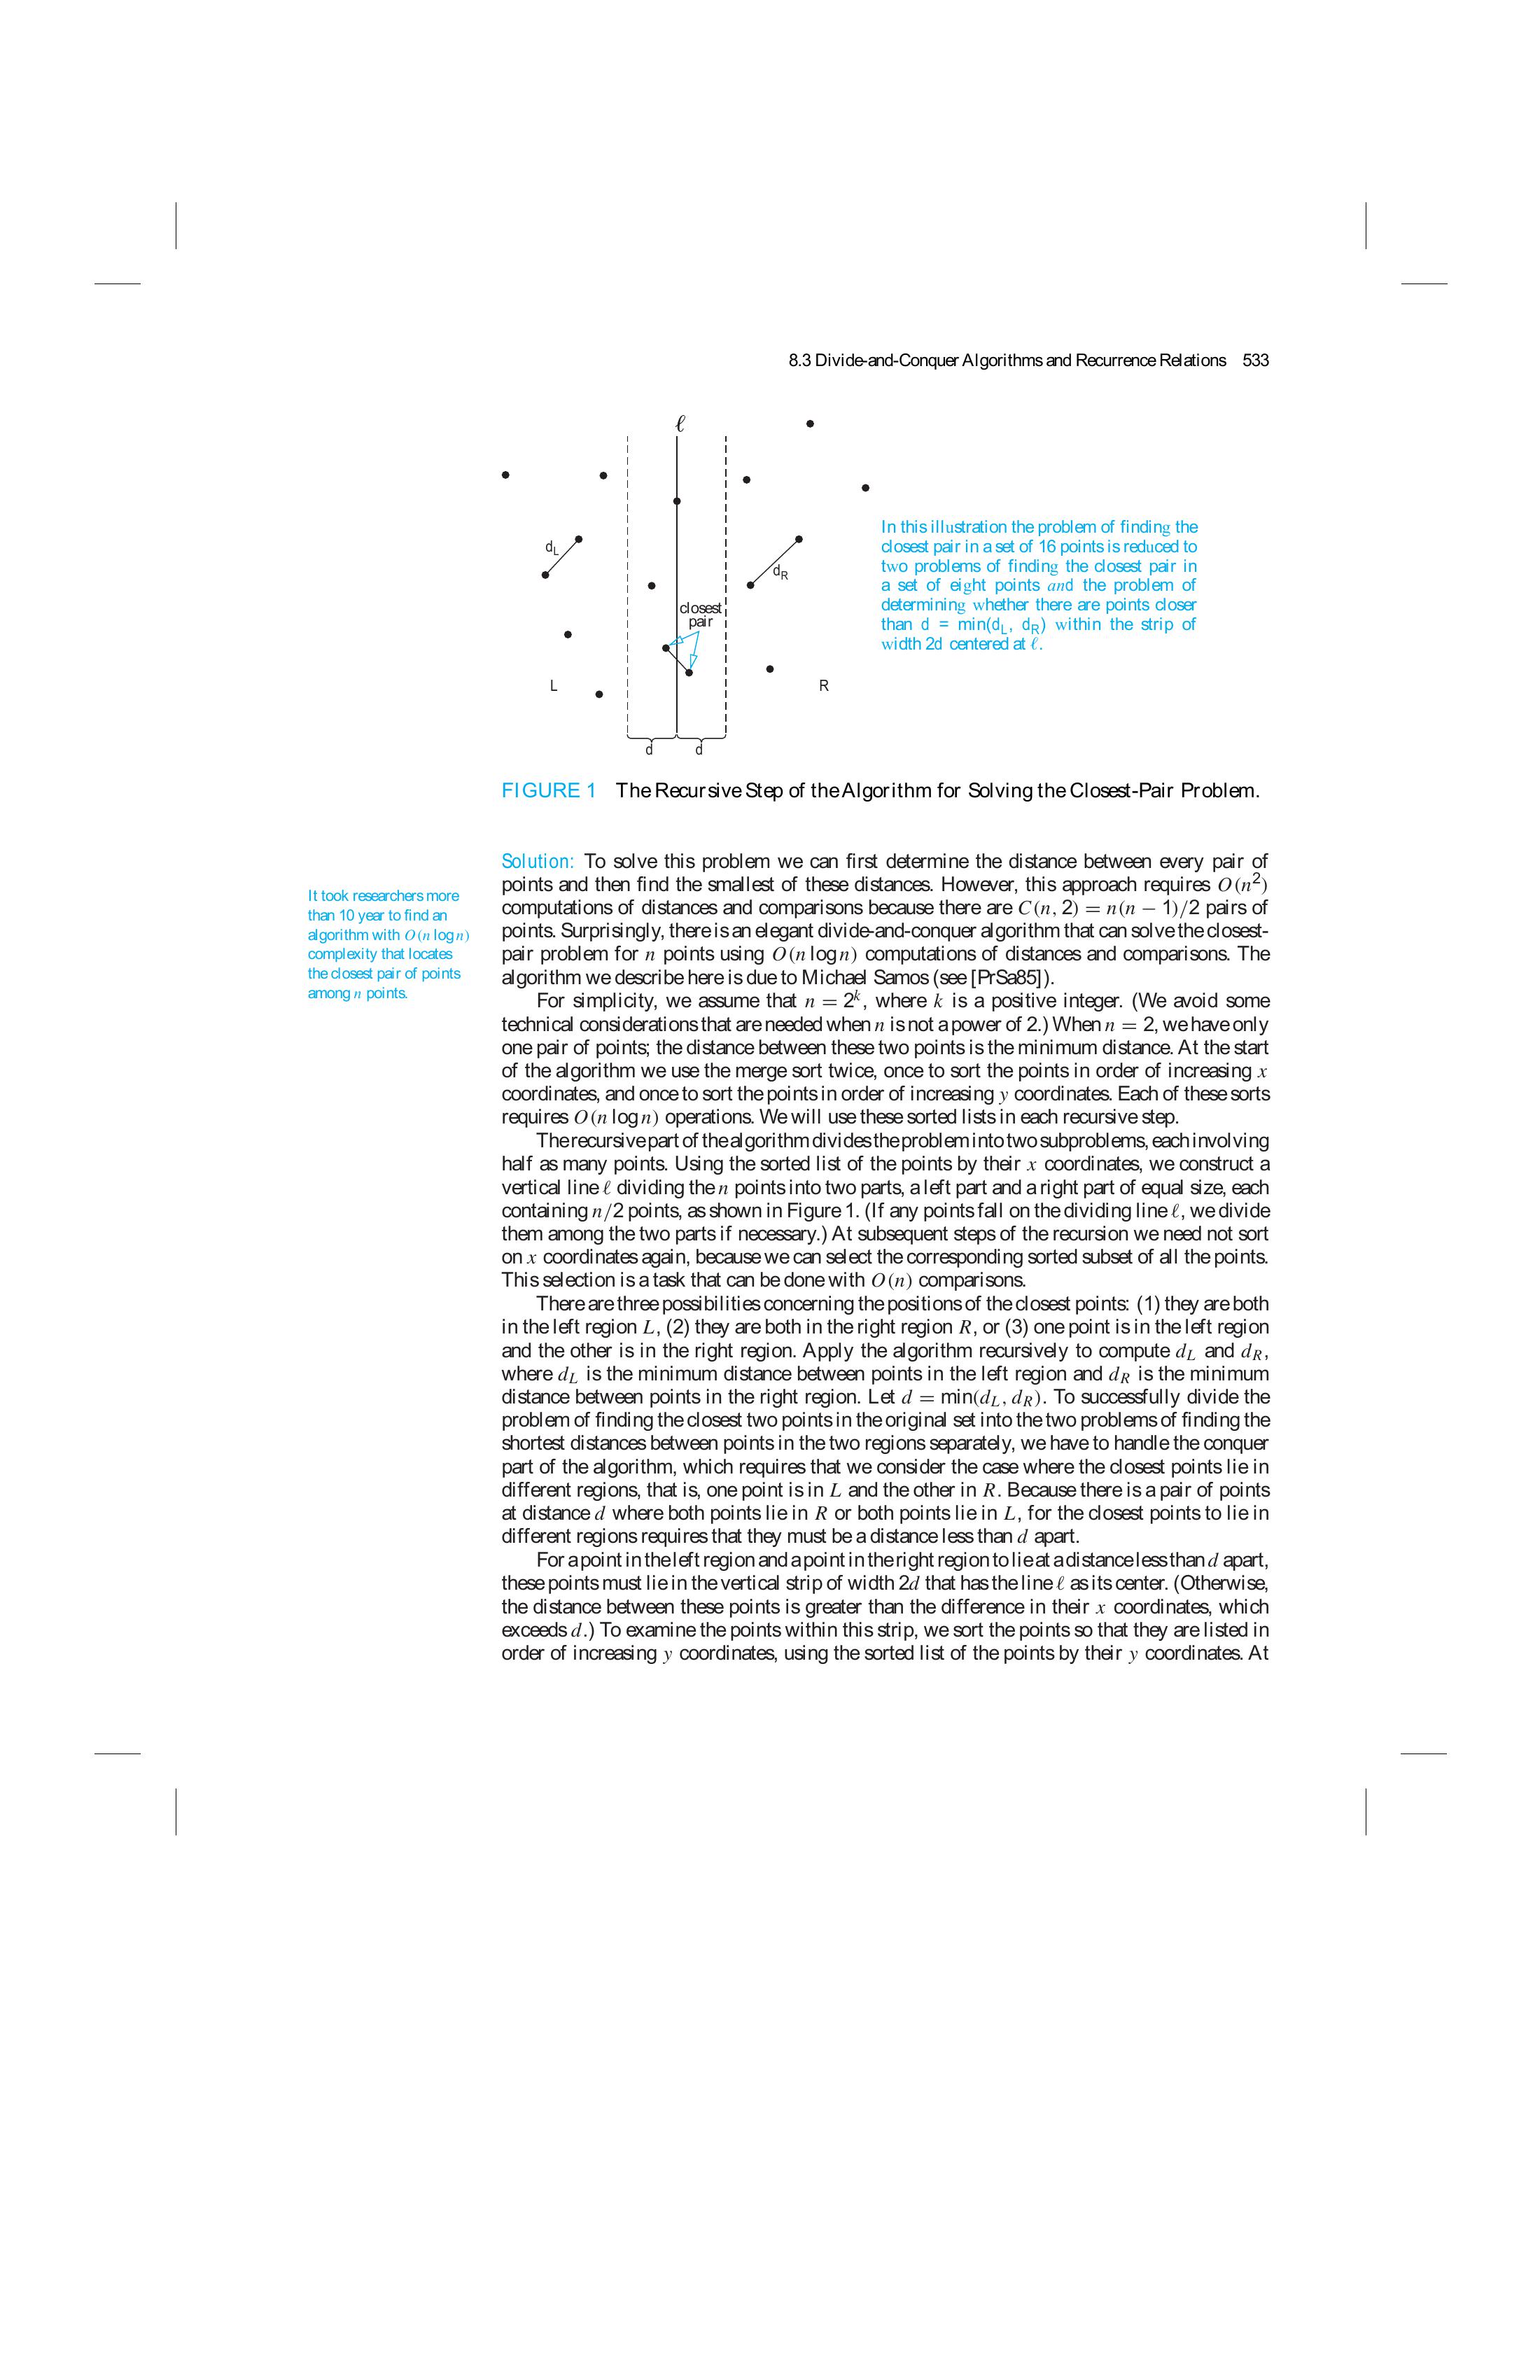 8.3 Divide-and-Conquer Algorithms and Recurrence Relations 533
ℓ
d_L
d_R
closest
pair
L
R
d d
In this illustration the problem of finding the
closest pair in a set of 16 points is reduced to
two problems of finding the closest pair in
a set of eight points and the problem of
determining whether there are points closer
than d = min(d_L, d_R) within the strip of
width 2d centered at ℓ.
FIGURE 1 The Recursive Step of the Algorithm for Solving the Closest-Pair Problem.
It took researchers more
than 10 year to find an
algorithm with O(n log n)
complexity that locates
the closest pair of points
among n points.
Solution: To solve this problem we can first determine the distance between every pair of
points and then find the smallest of these distances. However, this approach requires O(n²)
computations of distances and comparisons because there are C(n, 2) = n(n − 1)/2 pairs of
points. Surprisingly, there is an elegant divide-and-conquer algorithm that can solve the closest-
pair problem for n points using O(n log n) computations of distances and comparisons. The
algorithm we describe here is due to Michael Samos (see [PrSa85]).
For simplicity, we assume that n = 2ᵏ, where k is a positive integer. (We avoid some
technical considerations that are needed when n is not a power of 2.) When n = 2, we have only
one pair of points; the distance between these two points is the minimum distance. At the start
of the algorithm we use the merge sort twice, once to sort the points in order of increasing x
coordinates, and once to sort the points in order of increasing y coordinates. Each of these sorts
requires O(n log n) operations. We will use these sorted lists in each recursive step.
The recursive part of the algorithm divides the problem into two subproblems, each involving
half as many points. Using the sorted list of the points by their x coordinates, we construct a
vertical line ℓ dividing the n points into two parts, a left part and a right part of equal size, each
containing n/2 points, as shown in Figure 1. (If any points fall on the dividing line ℓ, we divide
them among the two parts if necessary.) At subsequent steps of the recursion we need not sort
on x coordinates again, because we can select the corresponding sorted subset of all the points.
This selection is a task that can be done with O(n) comparisons.
There are three possibilities concerning the positions of the closest points: (1) they are both
in the left region L, (2) they are both in the right region R, or (3) one point is in the left region
and the other is in the right region. Apply the algorithm recursively to compute d_L and d_R,
where d_L is the minimum distance between points in the left region and d_R is the minimum
distance between points in the right region. Let d = min(d_L, d_R). To successfully divide the
problem of finding the closest two points in the original set into the two problems of finding the
shortest distances between points in the two regions separately, we have to handle the conquer
part of the algorithm, which requires that we consider the case where the closest points lie in
different regions, that is, one point is in L and the other in R. Because there is a pair of points
at distance d where both points lie in R or both points lie in L, for the closest points to lie in
different regions requires that they must be a distance less than d apart.
For a point in the left region and a point in the right region to lie at a distance less than d apart,
these points must lie in the vertical strip of width 2d that has the line ℓ as its center. (Otherwise,
the distance between these points is greater than the difference in their x coordinates, which
exceeds d.) To examine the points within this strip, we sort the points so that they are listed in
order of increasing y coordinates, using the sorted list of the points by their y coordinates. At